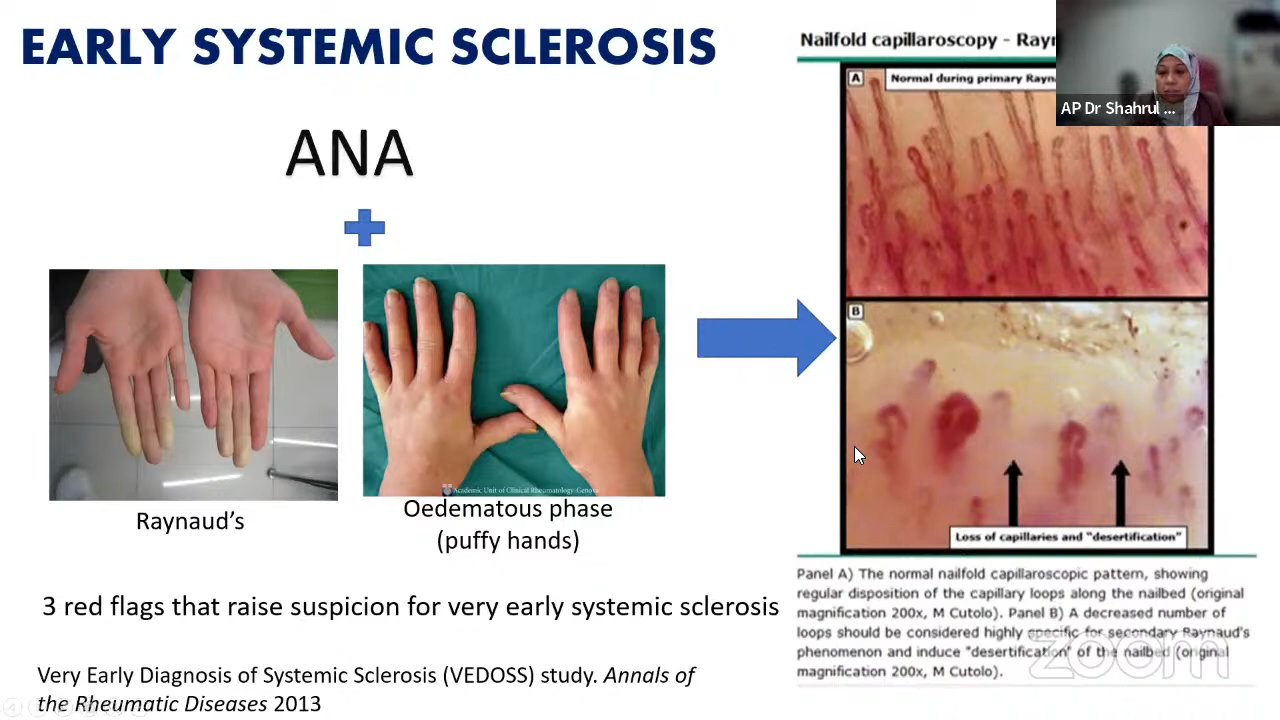 EARLY SYSTEMIC SCLEROSIS
ANA
Raynaud's
Oedematous phase
(puffy hands)
Academic Unit of Clinical Rheumatology-Genova
3 red flags that raise suspicion for very early systemic sclerosis
Very Early Diagnosis of Systemic Sclerosis (VEDOSS) study. Annals of
the Rheumatic Diseases 2013
Nailfold capillaroscopy -
AP Dr Shahrul ...
A
Normal during primary
B
Loss of capillaries and "desertification"
Panel A) The normal nailfold capillaroscopic pattern, showing
regular disposition of the capillary loops along the nailbed (original
magnification 200x, M Cutolo). Panel B) A decreased number of
loops should be considered highly specific for secondary Raynaud's
phenomenon and induce "desertification" of the nailbed (original
magnification 200x, M Cutolo).
zoom